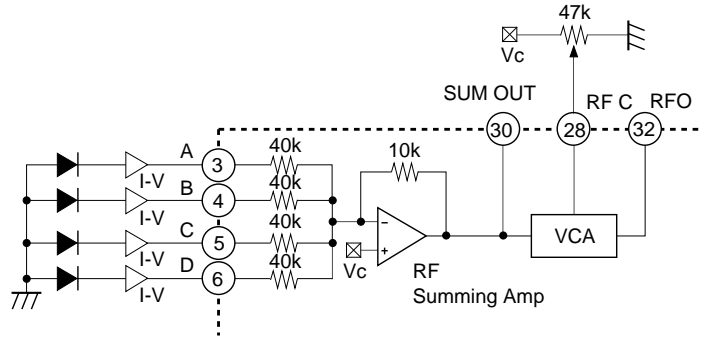 47k
Vc
SUM OUT
RF C
RFO
30
28
32
A
3
40k
10k
I-V
B
4
40k
I-V
C
5
40k
I-V
D
6
40k
I-V
−
+
Vc
RF
Summing Amp
VCA